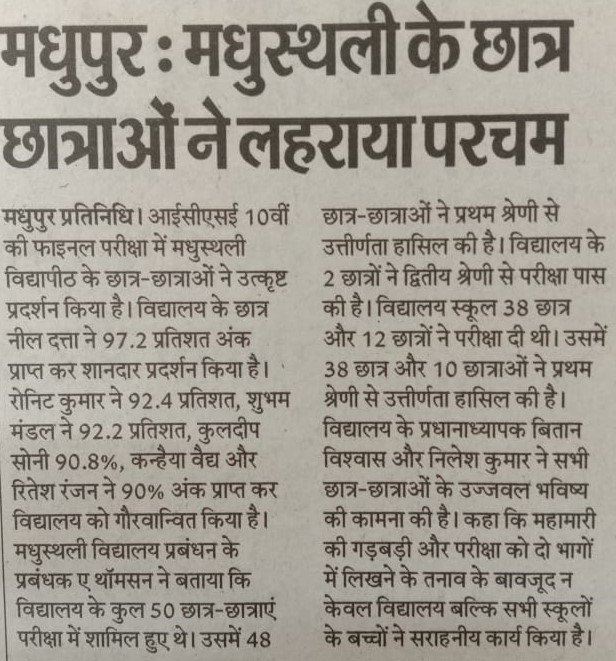 मधुपुर : मधुस्थली के छात्र
छात्राओं ने लहराया परचम
मधुपुर प्रतिनिधि। आईसीएसई 10वीं
की फाइनल परीक्षा में मधुस्थली
विद्यापीठ के छात्र-छात्राओं ने उत्कृष्ट
प्रदर्शन किया है। विद्यालय के छात्र
नील दत्ता ने 97.2 प्रतिशत अंक
प्राप्त कर शानदार प्रदर्शन किया है।
रोनिट कुमार ने 92.4 प्रतिशत, शुभम
मंडल ने 92.2 प्रतिशत, कुलदीप
सोनी 90.8%, कन्हैया वैद्य और
रितेश रंजन ने 90% अंक प्राप्त कर
विद्यालय को गौरवान्वित किया है।
मधुस्थली विद्यालय प्रबंधन के
प्रबंधक ए थॉमसन ने बताया कि
विद्यालय के कुल 50 छात्र-छात्राएं
परीक्षा में शामिल हुए थे। उसमें 48
छात्र-छात्राओं ने प्रथम श्रेणी से
उत्तीर्णता हासिल की है। विद्यालय के
2 छात्रों ने द्वितीय श्रेणी से परीक्षा पास
की है। विद्यालय स्कूल 38 छात्र
और 12 छात्रों ने परीक्षा दी थी। उसमें
38 छात्र और 10 छात्राओं ने प्रथम
श्रेणी से उत्तीर्णता हासिल की है।
विद्यालय के प्रधानाध्यापक बितान
विश्वास और निलेश कुमार ने सभी
छात्र-छात्राओं के उज्जवल भविष्य
की कामना की है। कहा कि महामारी
की गड़बड़ी और परीक्षा को दो भागों
में लिखने के तनाव के बावजूद न
केवल विद्यालय बल्कि सभी स्कूलों
के बच्चों ने सराहनीय कार्य किया है।